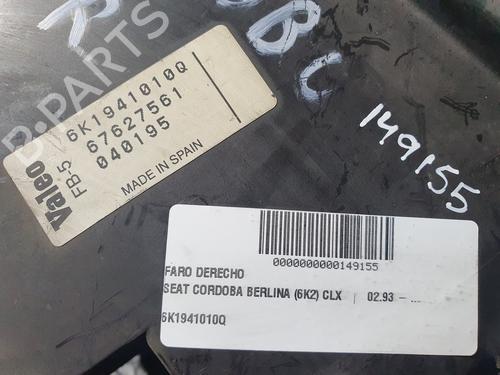 B-PARTS
Valeo
FB 5
6K1941010Q
67627561
040195
MADE IN SPAIN
149155
0000000000149155
FARO DERECHO
SEAT CORDOBA BERLINA (6K2) CLX | 02.93 - ...
6K1941010Q